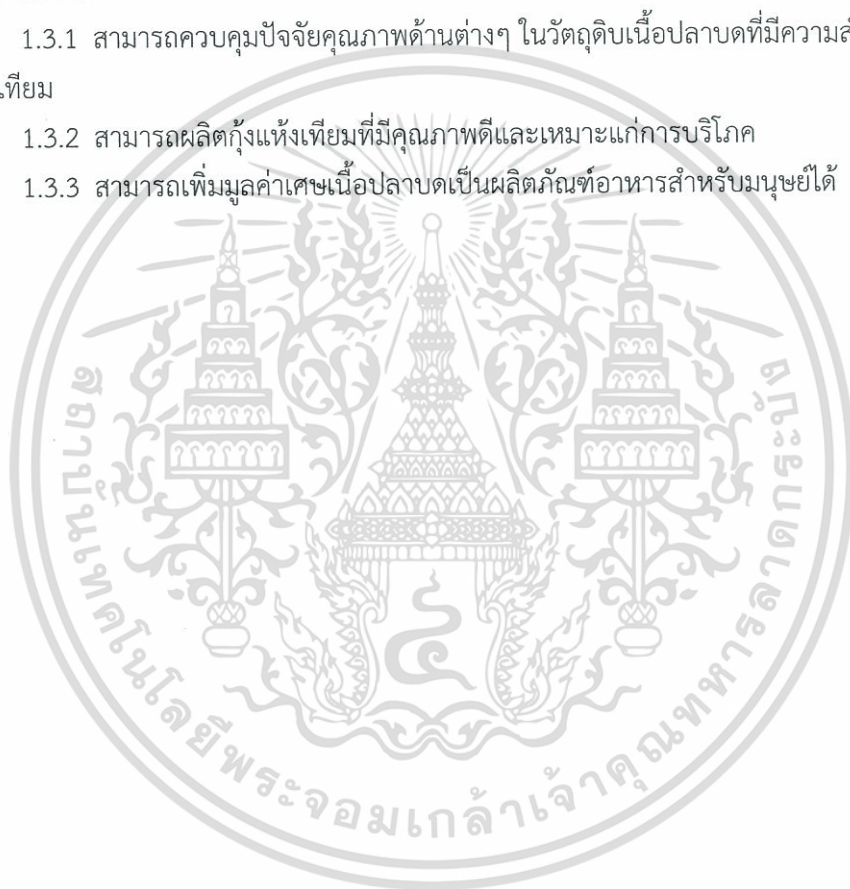 1.3.1 สามารถควบคุมปัจจัยคุณภาพด้านต่างๆ ในวัตถุดิบเนื้อปลาบดที่มีความ
เทียม
1.3.2 สามารถผลิตกุ้งแห้งเทียมที่มีคุณภาพดีและเหมาะแก่การบริโภค
1.3.3 สามารถเพิ่มมูลค่าเศษเนื้อปลาบดเป็นผลิตภัณฑ์อาหารสำหรับมนุษย์ได้
สถาบันเทคโนโลยีพระจอมเกล้าเจ้าคุณทหารลาดกระบัง